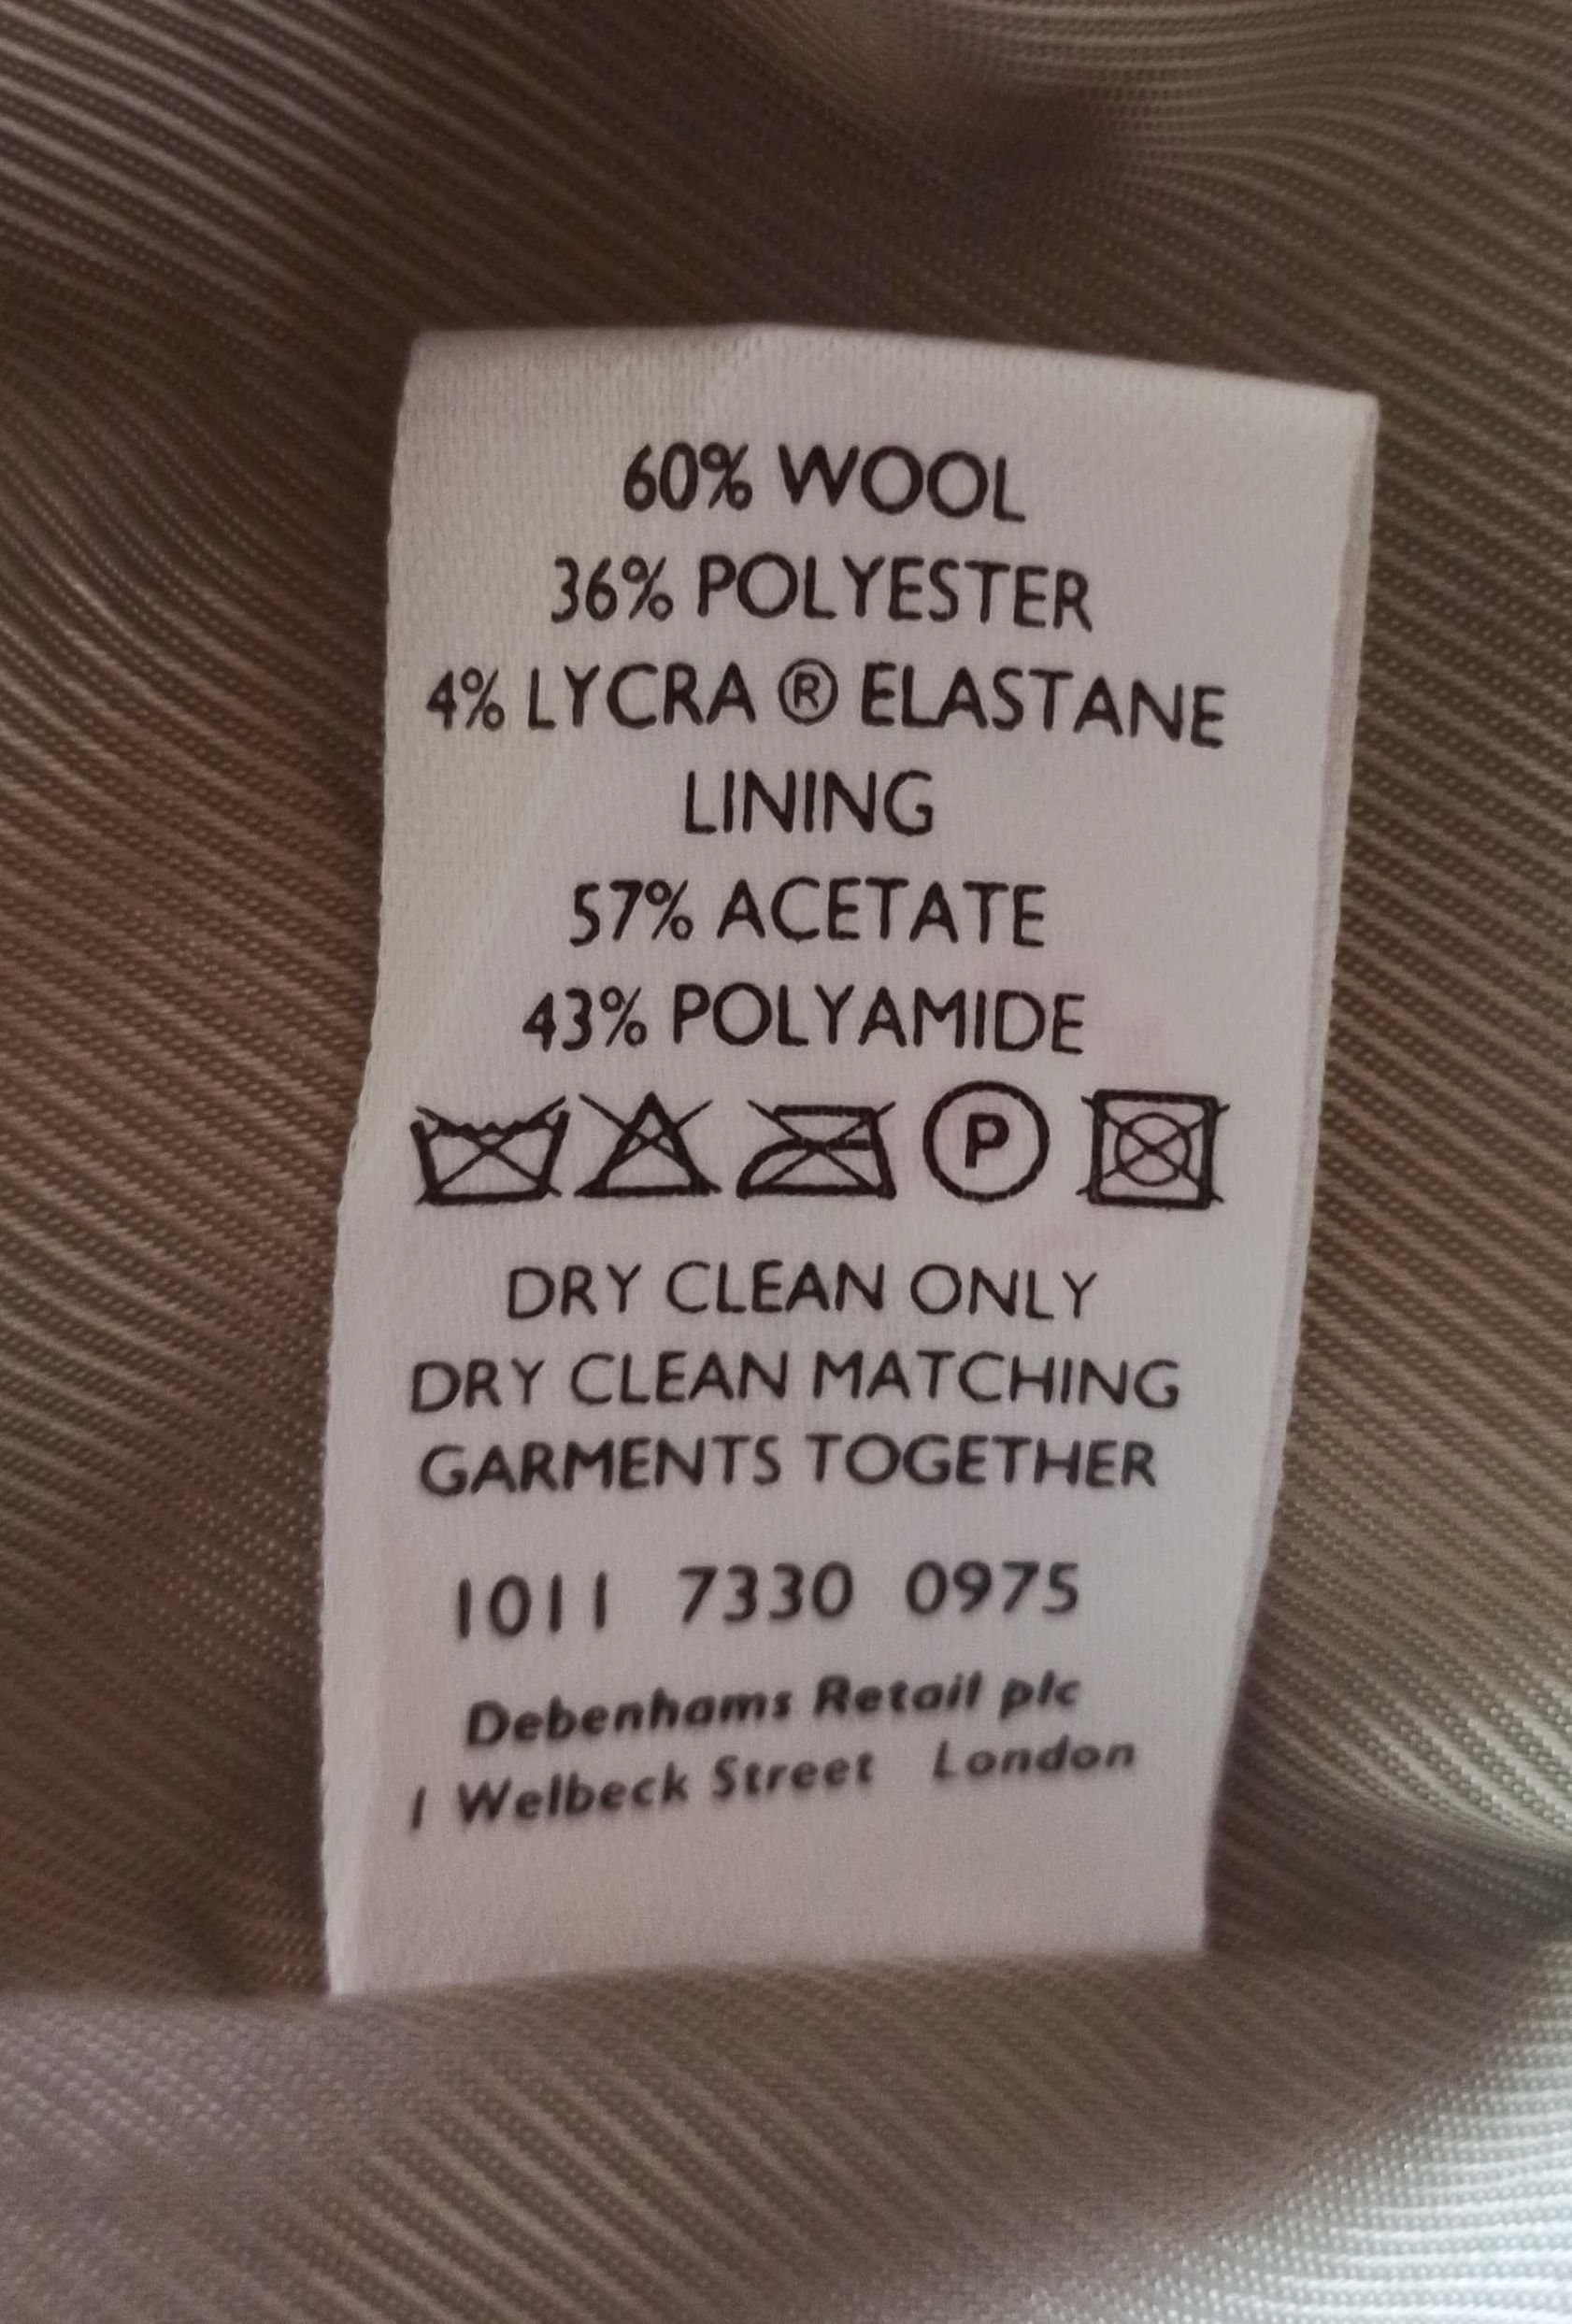 60% WOOL
36% POLYESTER
4% LYCRA ® ELASTANE
LINING
57% ACETATE
43% POLYAMIDE
P
DRY CLEAN ONLY
DRY CLEAN MATCHING
GARMENTS TOGETHER
1011 7330 0975
Debenhams Retail plc
1 Welbeck Street London